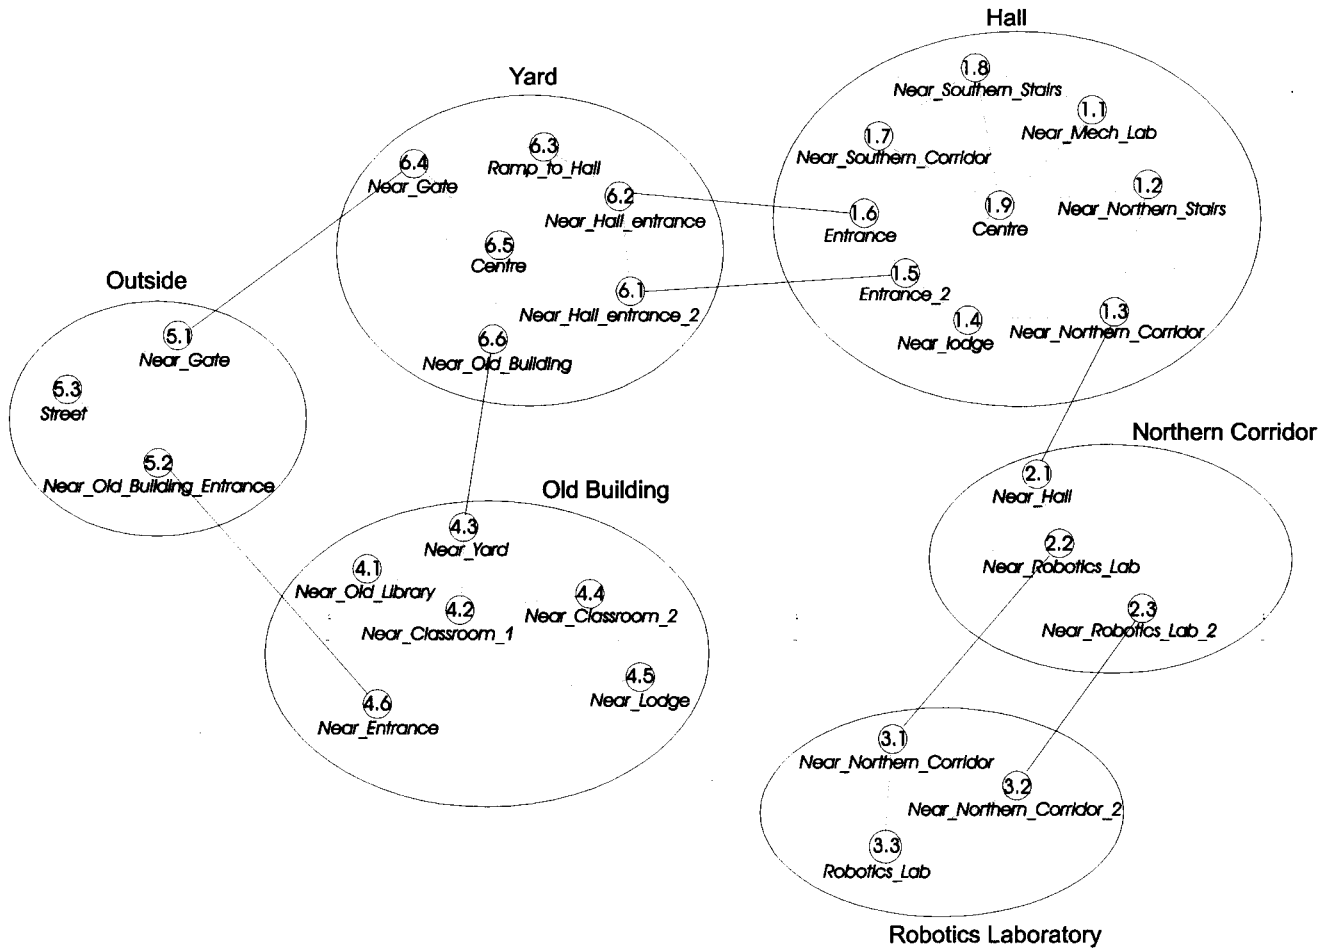 Hall
1.8
Near_Southern_Stairs
1.1
Near_Mech_Lab
1.7
Near_Southern_Corridor
1.2
Near_Northern_Stairs
1.9
Centre
1.6
Entrance
1.5
Entrance_2
1.4
Near_lodge
1.3
Near_Northern_Corridor
Yard
6.3
Ramp_to_Hall
6.4
Near_Gate
6.2
Near_Hall_entrance
6.5
Centre
6.1
Near_Hall_entrance_2
6.6
Near_Old_Building
Outside
5.1
Near_Gate
5.3
Street
5.2
Near_Old_Building_Entrance
Old Building
4.3
Near_Yard
4.1
Near_Old_Library
4.2
Near_Classroom_1
4.4
Near_Classroom_2
4.5
Near_Lodge
4.6
Near_Entrance
Northern Corridor
2.1
Near_Hall
2.2
Near_Robotics_Lab
2.3
Near_Robotics_Lab_2
3.1
Near_Northern_Corridor
3.2
Near_Northern_Corridor_2
3.3
Robotics_Lab
Robotics Laboratory